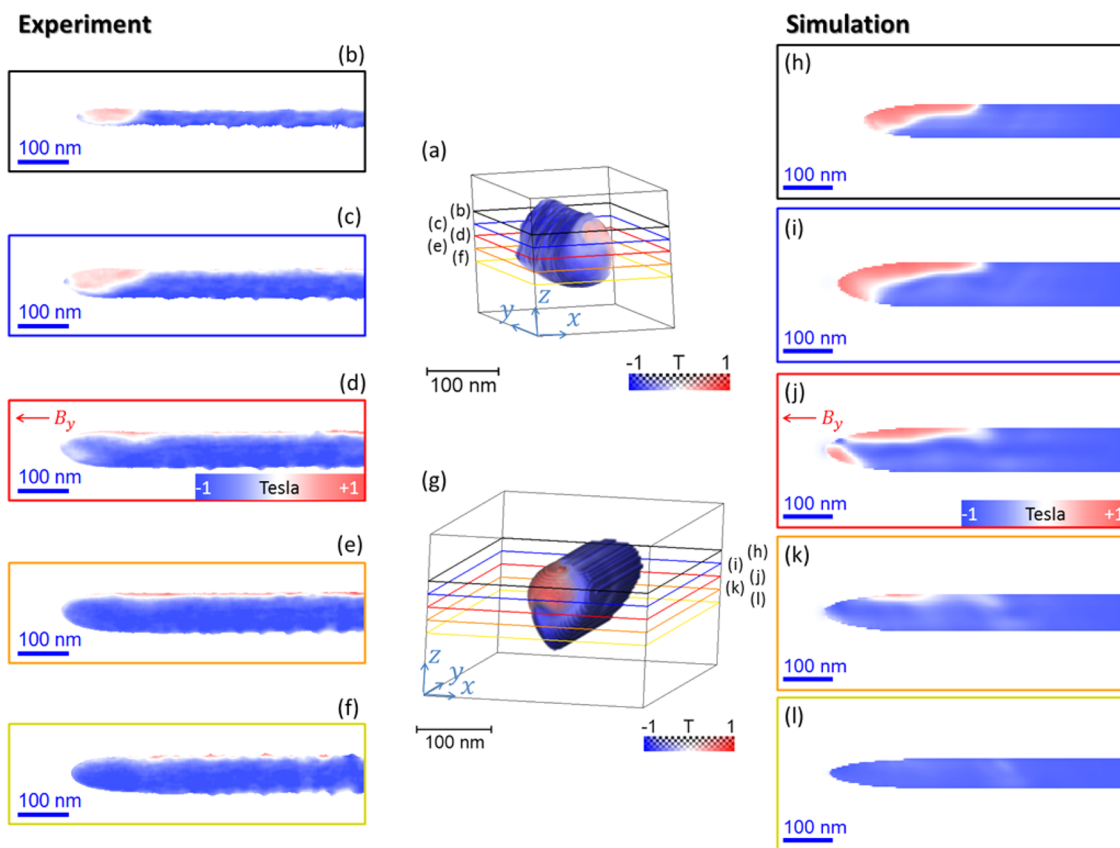 Experiment
(b)
100 nm
(c)
100 nm
(d)
B_y
100 nm
-1 Tesla +1
(e)
100 nm
(f)
100 nm
(a)
(b)
(c)
(d)
(e)
(f)
z
y
x
100 nm
-1 T 1
(g)
(h)
(i)
(j)
(k)
(l)
z
y
x
100 nm
-1 T 1
Simulation
(h)
100 nm
(i)
100 nm
(j)
B_y
100 nm
-1 Tesla +1
(k)
100 nm
(l)
100 nm